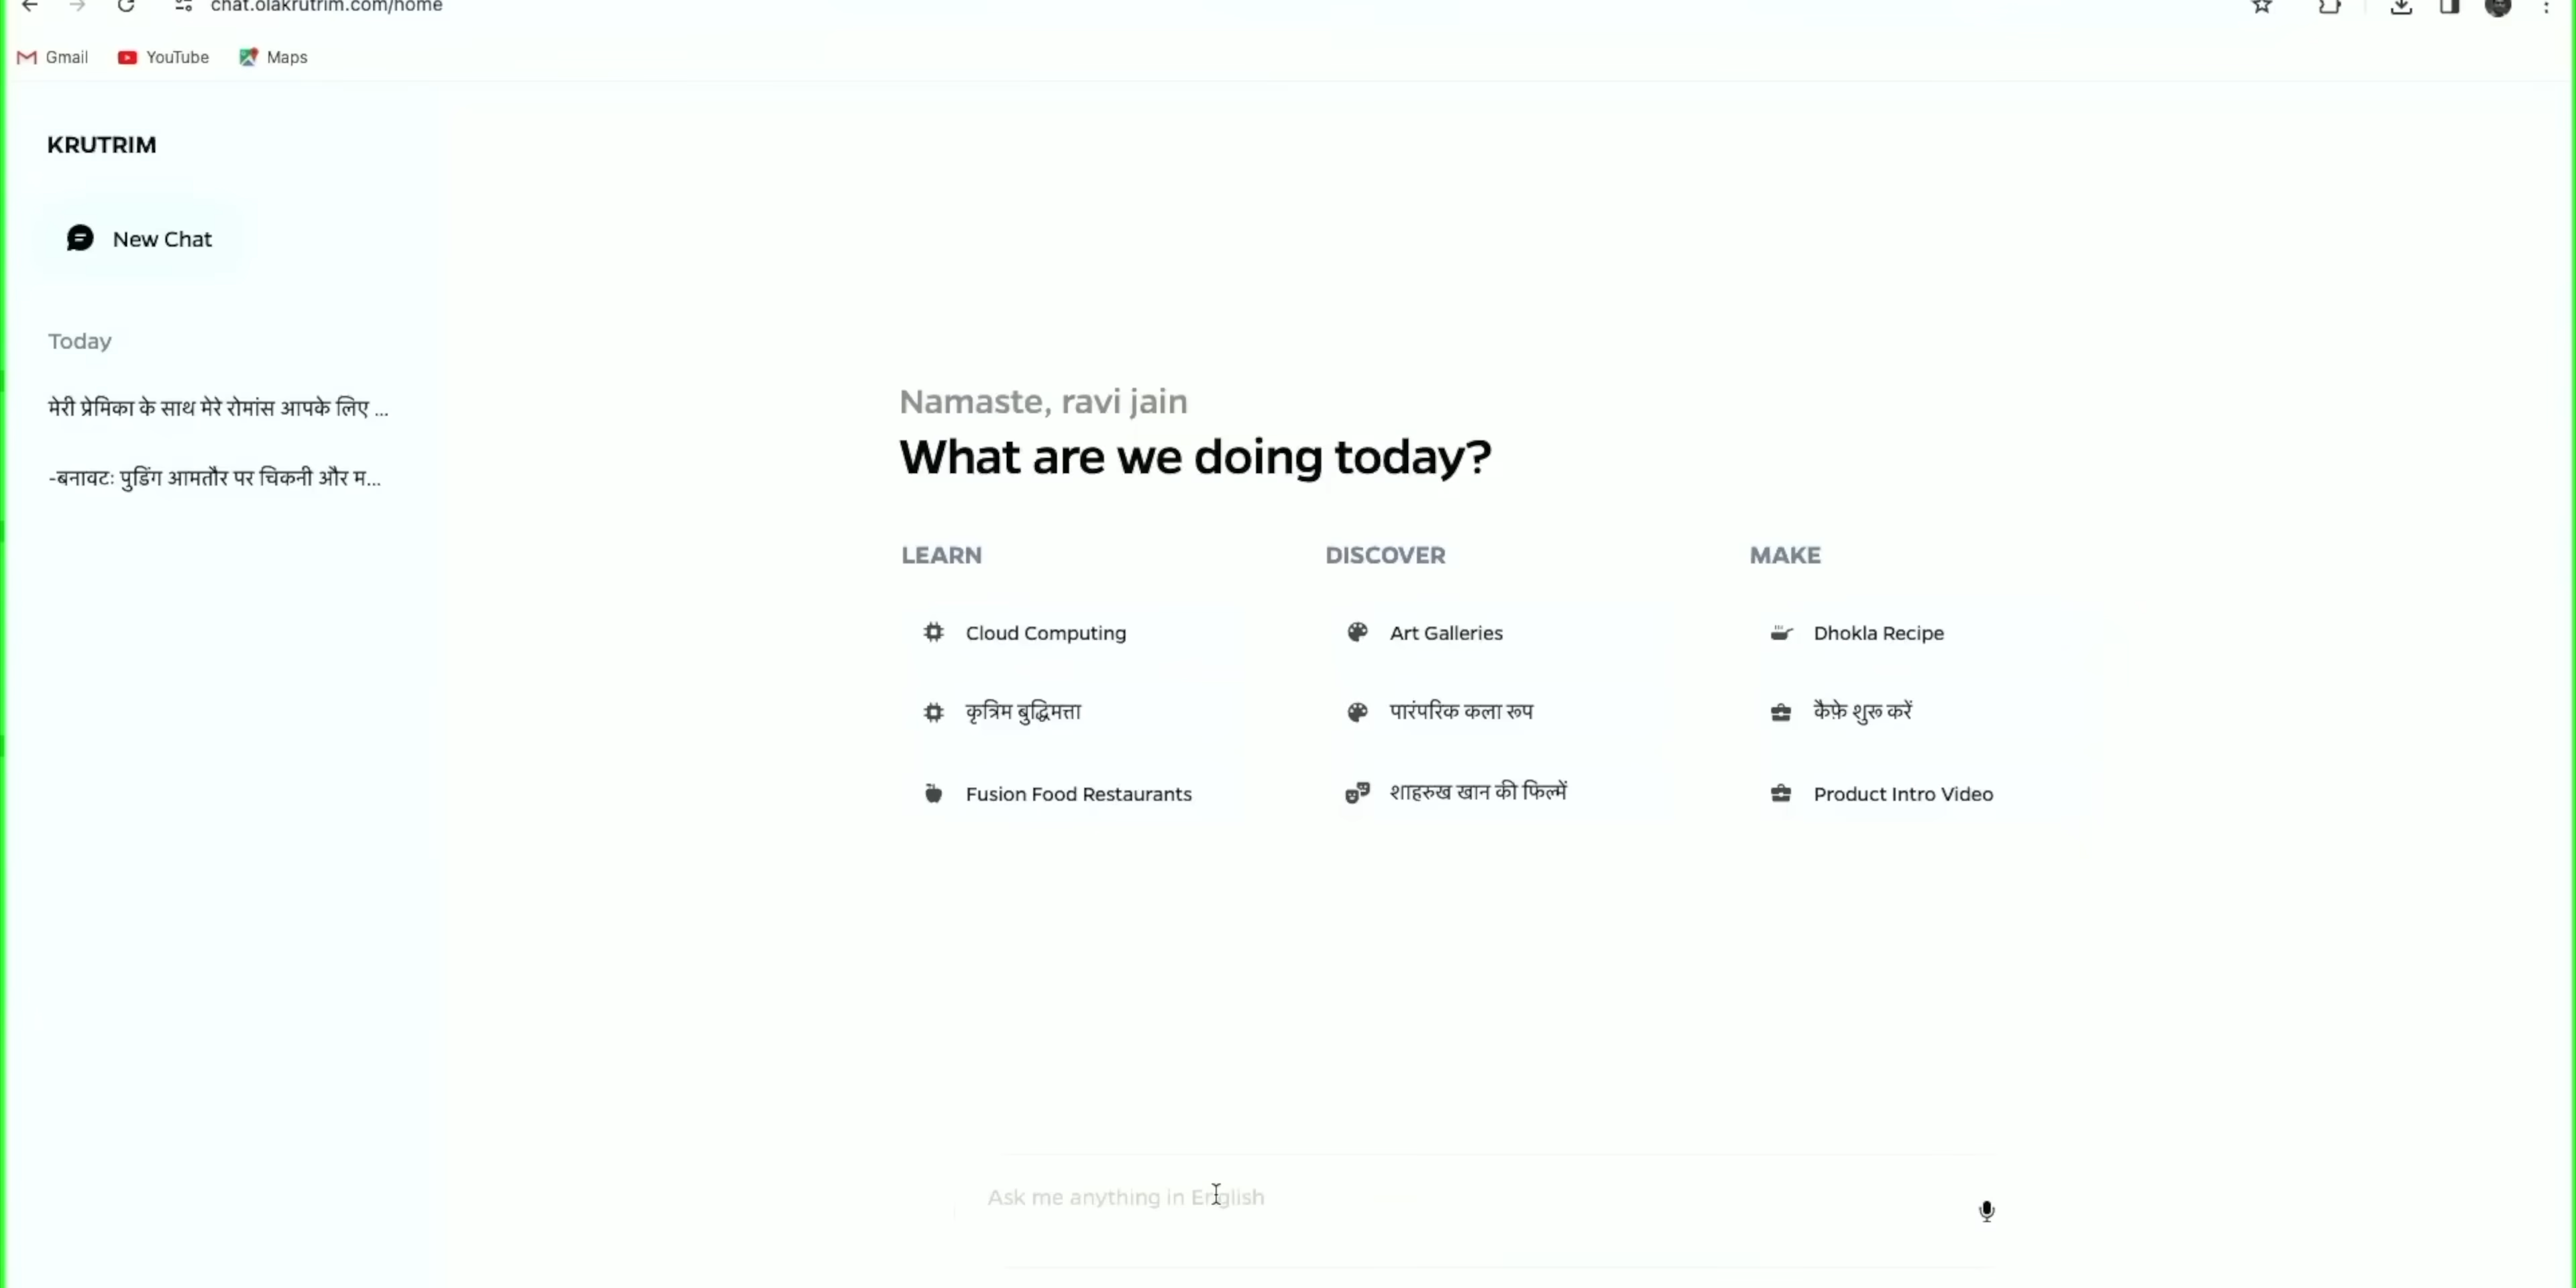 chat.olakrutrim.com/home
Gmail YouTube Maps
KRUTRIM
New Chat
Today
मेरी प्रेमिका के साथ मेरे रोमांस आपके लिए ...
-बनावटः पुडिंग आमतौर पर चिकनी और म...
Namaste, ravi jain
What are we doing today?
LEARN
Cloud Computing
कृत्रिम बुद्धिमत्ता
Fusion Food Restaurants
DISCOVER
Art Galleries
पारंपरिक कला रूप
शाहरुख खान की फिल्में
MAKE
Dhokla Recipe
कैफ़े शुरू करें
Product Intro Video
Ask me anything in English